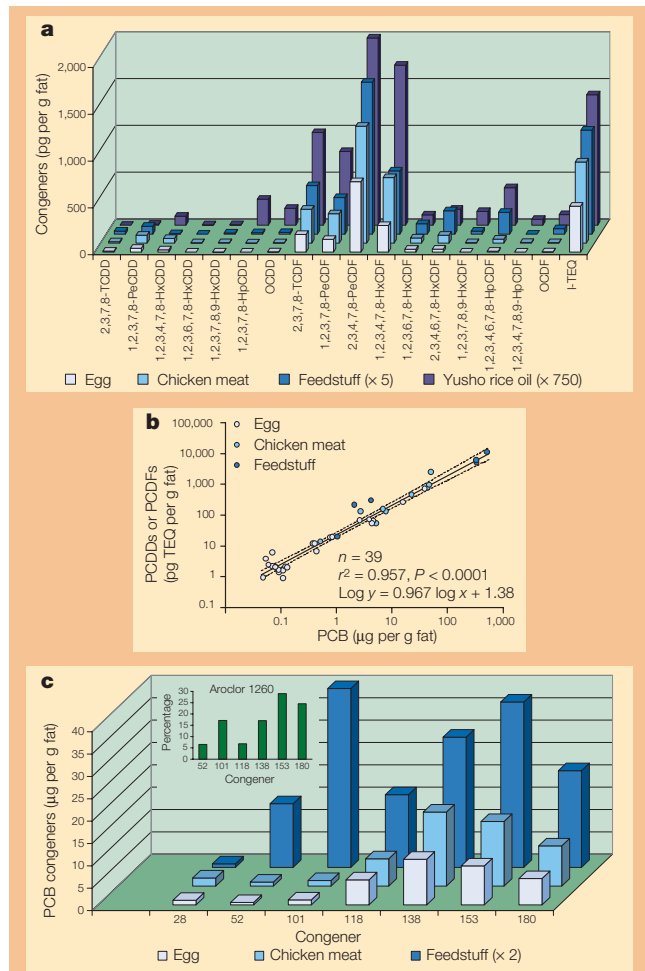 a
Congeners (pg per g fat)
2,000
1,500
1,000
500
0
2,3,7,8-TCDD
1,2,3,7,8-PeCDD
1,2,3,4,7,8-HxCDD
1,2,3,6,7,8-HxCDD
1,2,3,7,8,9-HxCDD
1,2,3,7,8-HpCDD
OCDD
2,3,7,8-TCDF
1,2,3,7,8-PeCDF
2,3,4,7,8-PeCDF
1,2,3,4,7,8-HxCDF
1,2,3,6,7,8-HxCDF
2,3,4,6,7,8-HxCDF
1,2,3,7,8,9-HxCDF
1,2,3,4,6,7,8-HpCDF
1,2,3,4,7,8,9-HpCDF
OCDF
I-TEQ
Egg Chicken meat Feedstuff (× 5) Yusho rice oil (× 750)
b
PCDDs or PCDFs
(pg TEQ per g fat)
100,000
10,000
1,000
100
10
1
0.1
Egg
Chicken meat
Feedstuff
n = 39
r2 = 0.957, P < 0.0001
Log y = 0.967 log x + 1.38
0.1 1 10 100 1,000
PCB (μg per g fat)
c
PCB congeners (μg per g fat)
40
35
30
25
20
15
10
5
0
Aroclor 1260
Percentage
30
25
20
15
10
5
0
52 101 118 138 153 180
Congener
28 52 101 118 138 153 180
Congener
Egg Chicken meat Feedstuff (× 2)